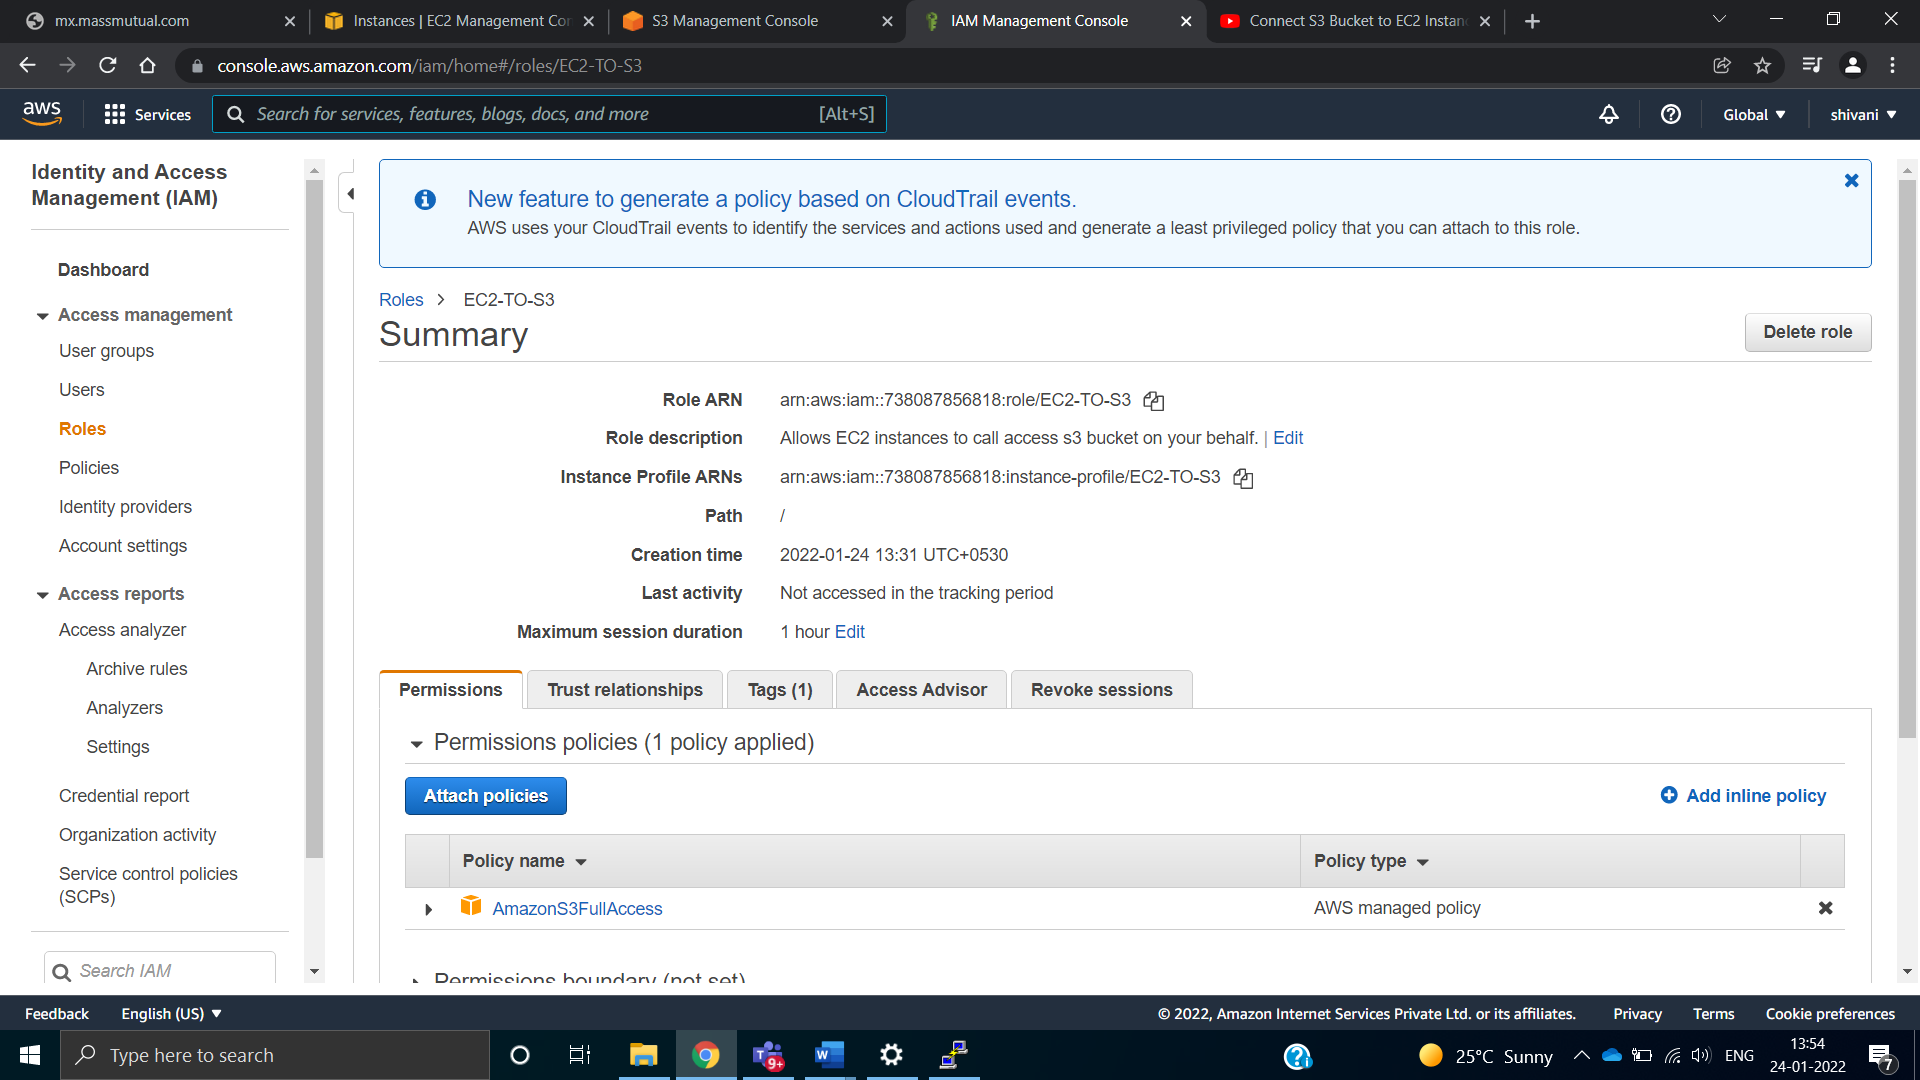 mx.massmutual.com
Instances | EC2 Management Con
S3 Management Console
IAM Management Console
Connect S3 Bucket to EC2 Instan
console.aws.amazon.com/iam/home#/roles/EC2-TO-S3
aws
Services
Search for services, features, blogs, docs, and more
[Alt+S]
Global
shivani
Identity and Access
Management (IAM)
Dashboard
Access management
User groups
Users
Roles
Policies
Identity providers
Account settings
Access reports
Access analyzer
Archive rules
Analyzers
Settings
Credential report
Organization activity
Service control policies
(SCPs)
Search IAM
New feature to generate a policy based on CloudTrail events.
AWS uses your CloudTrail events to identify the services and actions used and generate a least privileged policy that you can attach to this role.
Roles > EC2-TO-S3
Summary
Delete role
Role ARN arn:aws:iam::738087856818:role/EC2-TO-S3
Role description Allows EC2 instances to call access s3 bucket on your behalf. | Edit
Instance Profile ARNs arn:aws:iam::738087856818:instance-profile/EC2-TO-S3
Path /
Creation time 2022-01-24 13:31 UTC+0530
Last activity Not accessed in the tracking period
Maximum session duration 1 hour Edit
Permissions
Trust relationships
Tags (1)
Access Advisor
Revoke sessions
Permissions policies (1 policy applied)
Attach policies
Add inline policy
Policy name
Policy type
AmazonS3FullAccess
AWS managed policy
Permissions boundary (not set)
Feedback
English (US)
© 2022, Amazon Internet Services Private Ltd. or its affiliates.
Privacy
Terms
Cookie preferences
Type here to search
9+
25°C Sunny
ENG
13:54
24-01-2022
7